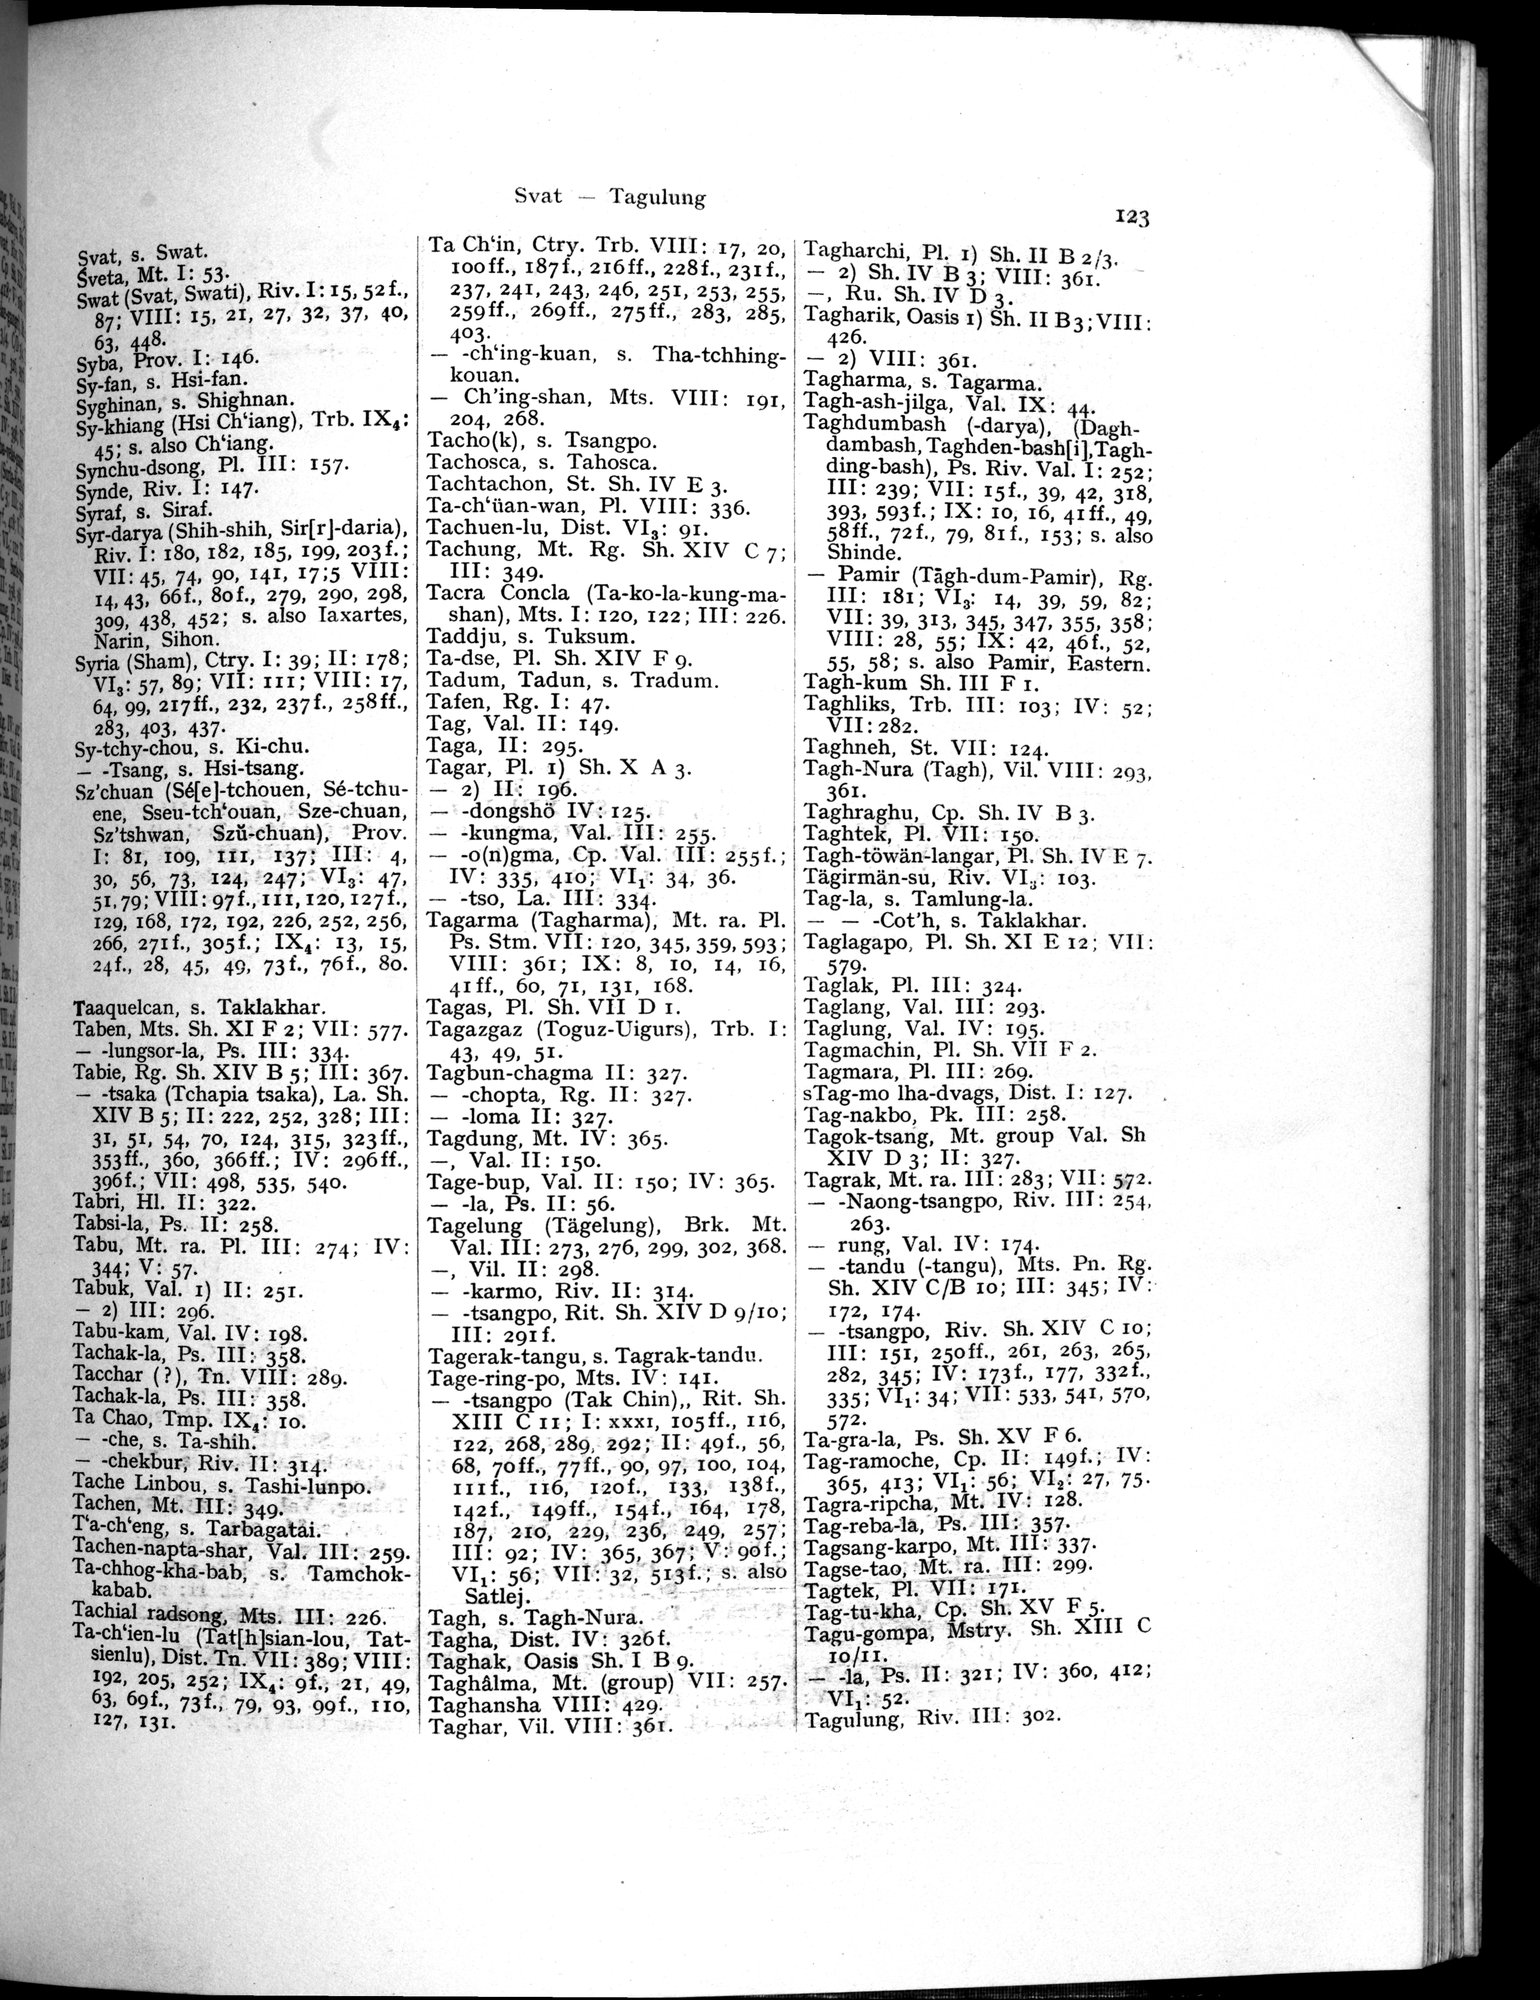 Svat — Tagulung
123
Svat, s. Swat.
Śveta, Mt. I: 53.
Swat (Svat, Swati), Riv. I: 15, 52f.,
87; VIII: 15, 21, 27, 32, 37, 40,
63, 448.
Syba, Prov. I: 146.
Sy-fan, s. Hsi-fan.
Syghinan, s. Shighnan.
Sy-khiang (Hsi Ch‘iang), Trb. IX₄:
45; s. also Ch‘iang.
Synchu-dsong, Pl. III: 157.
Synde, Riv. I: 147.
Syraf, s. Siraf.
Syr-darya (Shih-shih, Sir[r]-daria),
Riv. I: 180, 182, 185, 199, 203f.;
VII: 45, 74, 90, 141, 17;5 VIII:
14, 43, 66f., 80f., 279, 290, 298,
309, 438, 452; s. also Iaxartes,
Narin, Sihon.
Syria (Sham), Ctry. I: 39; II: 178;
VI₃: 57, 89; VII: 111; VIII: 17,
64, 99, 217ff., 232, 237f., 258ff.,
283, 403, 437.
Sy-tchy-chou, s. Ki-chu.
— -Tsang, s. Hsi-tsang.
Sz’chuan (Sé[e]-tchouen, Sé-tchu-
ene, Sseu-tch‘ouan, Sze-chuan,
Sz’tshwan, Szŭ-chuan), Prov.
I: 81, 109, 111, 137; III: 4,
30, 56, 73, 124, 247; VI₃: 47,
51, 79; VIII: 97f., 111, 120, 127f.,
129, 168, 172, 192, 226, 252, 256,
266, 271f., 305f.; IX₄: 13, 15,
24f., 28, 45, 49, 73f., 76f., 80.
Taaquelcan, s. Taklakhar.
Taben, Mts. Sh. XI F 2; VII: 577.
— -lungsor-la, Ps. III: 334.
Tabie, Rg. Sh. XIV B 5; III: 367.
— -tsaka (Tchapia tsaka), La. Sh.
XIV B 5; II: 222, 252, 328; III:
31, 51, 54, 70, 124, 315, 323ff.,
353ff., 360, 366ff.; IV: 296ff.,
396f.; VII: 498, 535, 540.
Tabri, Hl. II: 322.
Tabsi-la, Ps. II: 258.
Tabu, Mt. ra. Pl. III: 274; IV:
344; V: 57.
Tabuk, Val. 1) II: 251.
— 2) III: 296.
Tabu-kam, Val. IV: 198.
Tachak-la, Ps. III: 358.
Tacchar (?), Tn. VIII: 289.
Tachak-la, Ps. III: 358.
Ta Chao, Tmp. IX₄: 10.
— -che, s. Ta-shih.
— -chekbur, Riv. II: 314.
Tache Linbou, s. Tashi-lunpo.
Tachen, Mt. III: 349.
T‘a-ch‘eng, s. Tarbagatai.
Tachen-napta-shar, Val. III: 259.
Ta-chhog-kha-bab, s. Tamchok-
kabab.
Tachial radsong, Mts. III: 226.
Ta-ch‘ien-lu (Tat[h]sian-lou, Tat-
sienlu), Dist. Tn. VII: 389; VIII:
192, 205, 252; IX₄: 9f., 21, 49,
63, 69f., 73f., 79, 93, 99f., 110,
127, 131.
Ta Ch‘in, Ctry. Trb. VIII: 17, 20,
100ff., 187f., 216ff., 228f., 231f.,
237, 241, 243, 246, 251, 253, 255,
259ff., 269ff., 275ff., 283, 285,
403.
— -ch‘ing-kuan, s. Tha-tchhing-
kouan.
— Ch’ing-shan, Mts. VIII: 191,
204, 268.
Tacho(k), s. Tsangpo.
Tachosca, s. Tahosca.
Tachtachon, St. Sh. IV E 3.
Ta-ch‘üan-wan, Pl. VIII: 336.
Tachuen-lu, Dist. VI₃: 91.
Tachung, Mt. Rg. Sh. XIV C 7;
III: 349.
Tacra Concla (Ta-ko-la-kung-ma-
shan), Mts. I: 120, 122; III: 226.
Taddju, s. Tuksum.
Ta-dse, Pl. Sh. XIV F 9.
Tadum, Tadun, s. Tradum.
Tafen, Rg. I: 47.
Tag, Val. II: 149.
Taga, II: 295.
Tagar, Pl. 1) Sh. X A 3.
— 2) II: 196.
— -dongshö IV: 125.
— -kungma, Val. III: 255.
— -o(n)gma, Cp. Val. III: 255f.;
IV: 335, 410; VI₁: 34, 36.
— -tso, La. III: 334.
Tagarma (Tagharma), Mt. ra. Pl.
Ps. Stm. VII: 120, 345, 359, 593;
VIII: 361; IX: 8, 10, 14, 16,
41ff., 60, 71, 131, 168.
Tagas, Pl. Sh. VII D 1.
Tagazgaz (Toguz-Uigurs), Trb. I:
43, 49, 51.
Tagbun-chagma II: 327.
— -chopta, Rg. II: 327.
— -loma II: 327.
Tagdung, Mt. IV: 365.
—, Val. II: 150.
Tage-bup, Val. II: 150; IV: 365.
— -la, Ps. II: 56.
Tagelung (Tägelung), Brk. Mt.
Val. III: 273, 276, 299, 302, 368.
—, Vil. II: 298.
— -karmo, Riv. II: 314.
— -tsangpo, Rit. Sh. XIV D 9/10;
III: 291f.
Tagerak-tangu, s. Tagrak-tandu.
Tage-ring-po, Mts. IV: 141.
— -tsangpo (Tak Chin),, Rit. Sh.
XIII C 11; I: xxxi, 105ff., 116,
122, 268, 289, 292; II: 49f., 56,
68, 70ff., 77ff., 90, 97, 100, 104,
111f., 116, 120f., 133, 138f.,
142f., 149ff., 154f., 164, 178,
187, 210, 229, 236, 249, 257;
III: 92; IV: 365, 367; V: 90f.;
VI₁: 56; VII: 32, 513f.; s. also
Satlej.
Tagh, s. Tagh-Nura.
Tagha, Dist. IV: 326f.
Taghak, Oasis Sh. I B 9.
Taghâlma, Mt. (group) VII: 257.
Taghansha VIII: 429.
Taghar, Vil. VIII: 361.
Tagharchi, Pl. 1) Sh. II B 2/3.
— 2) Sh. IV B 3; VIII: 361.
—, Ru. Sh. IV D 3.
Tagharik, Oasis 1) Sh. II B 3; VIII:
426.
— 2) VIII: 361.
Tagharma, s. Tagarma.
Tagh-ash-jilga, Val. IX: 44.
Taghdumbash (-darya), (Dagh-
dambash, Taghden-bash[i], Tagh-
ding-bash), Ps. Riv. Val. I: 252;
III: 239; VII: 15f., 39, 42, 318,
393, 593f.; IX: 10, 16, 41ff., 49,
58ff., 72f., 79, 81f., 153; s. also
Shinde.
— Pamir (Tāgh-dum-Pamir), Rg.
III: 181; VI₃: 14, 39, 59, 82;
VII: 39, 313, 345, 347, 355, 358;
VIII: 28, 55; IX: 42, 46f., 52,
55, 58; s. also Pamir, Eastern.
Tagh-kum Sh. III F 1.
Taghliks, Trb. III: 103; IV: 52;
VII: 282.
Taghneh, St. VII: 124.
Tagh-Nura (Tagh), Vil. VIII: 293,
361.
Taghraghu, Cp. Sh. IV B 3.
Taghtek, Pl. VII: 150.
Tagh-töwän-langar, Pl. Sh. IV E 7.
Tägirmän-su, Riv. VI₃: 103.
Tag-la, s. Tamlung-la.
— — -Cot’h, s. Taklakhar.
Taglagapo, Pl. Sh. XI E 12; VII:
579.
Taglak, Pl. III: 324.
Taglang, Val. III: 293.
Taglung, Val. IV: 195.
Tagmachin, Pl. Sh. VII F 2.
Tagmara, Pl. III: 269.
sTag-mo lha-dvags, Dist. I: 127.
Tag-nakbo, Pk. III: 258.
Tagok-tsang, Mt. group Val. Sh
XIV D 3; II: 327.
Tagrak, Mt. ra. III: 283; VII: 572.
— -Naong-tsangpo, Riv. III: 254,
263.
— rung, Val. IV: 174.
— -tandu (-tangu), Mts. Pn. Rg.
Sh. XIV C/B 10; III: 345; IV:
172, 174.
— -tsangpo, Riv. Sh. XIV C 10;
III: 151, 250ff., 261, 263, 265,
282, 345; IV: 173f., 177, 332f.,
335; VI₁: 34; VII: 533, 541, 570,
572.
Ta-gra-la, Ps. Sh. XV F 6.
Tag-ramoche, Cp. II: 149f.; IV:
365, 413; VI₁: 56; VI₂: 27, 75.
Tagra-ripcha, Mt. IV: 128.
Tag-reba-la, Ps. III: 357.
Tagsang-karpo, Mt. III: 337.
Tagse-tao, Mt. ra. III: 299.
Tagtek, Pl. VII: 171.
Tag-tu-kha, Cp. Sh. XV F 5.
Tagu-gompa, Mstry. Sh. XIII C
10/11.
— -la, Ps. II: 321; IV: 360, 412;
VI₁: 52.
Tagulung, Riv. III: 302.